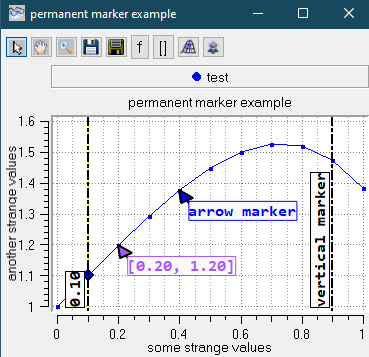 permanent marker example
f []
test
permanent marker example
another strange values
1.6
1.5
1.4
1.3
1.2
1.1
1
0.10
[0.20, 1.20]
arrow marker
vertical marker
0 0.2 0.4 0.6 0.8 1
some strange values